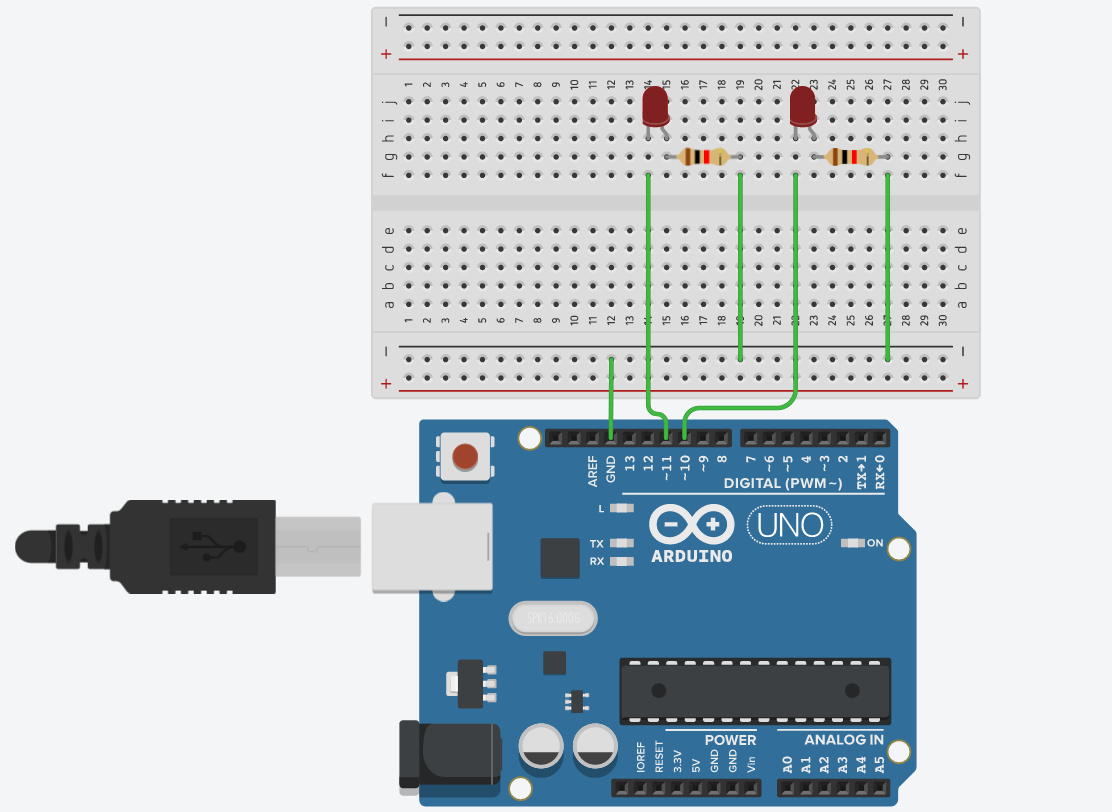 − −
+ +
1 2 3 4 5 6 7 8 9 10 11 12 13 14 15 16 17 18 19 20 21 22 23 24 25 26 27 28 29 30
j j
i i
h h
g g
f f
e e
d d
c c
b b
a a
1 2 3 4 5 6 7 8 9 10 11 12 13 14 15 16 17 18 19 20 21 22 23 24 25 26 27 28 29 30
− −
+ +
AREF GND 13 12 ~11 ~10 ~9 8 7 ~6 ~5 4 ~3 2 TX→1 RX←0
DIGITAL (PWM~)
L
UNO
TX
ON
ARDUINO
RX
SPK16.000G
POWER ANALOG IN
IOREF RESET 3.3V 5V GND GND Vin A0 A1 A2 A3 A4 A5